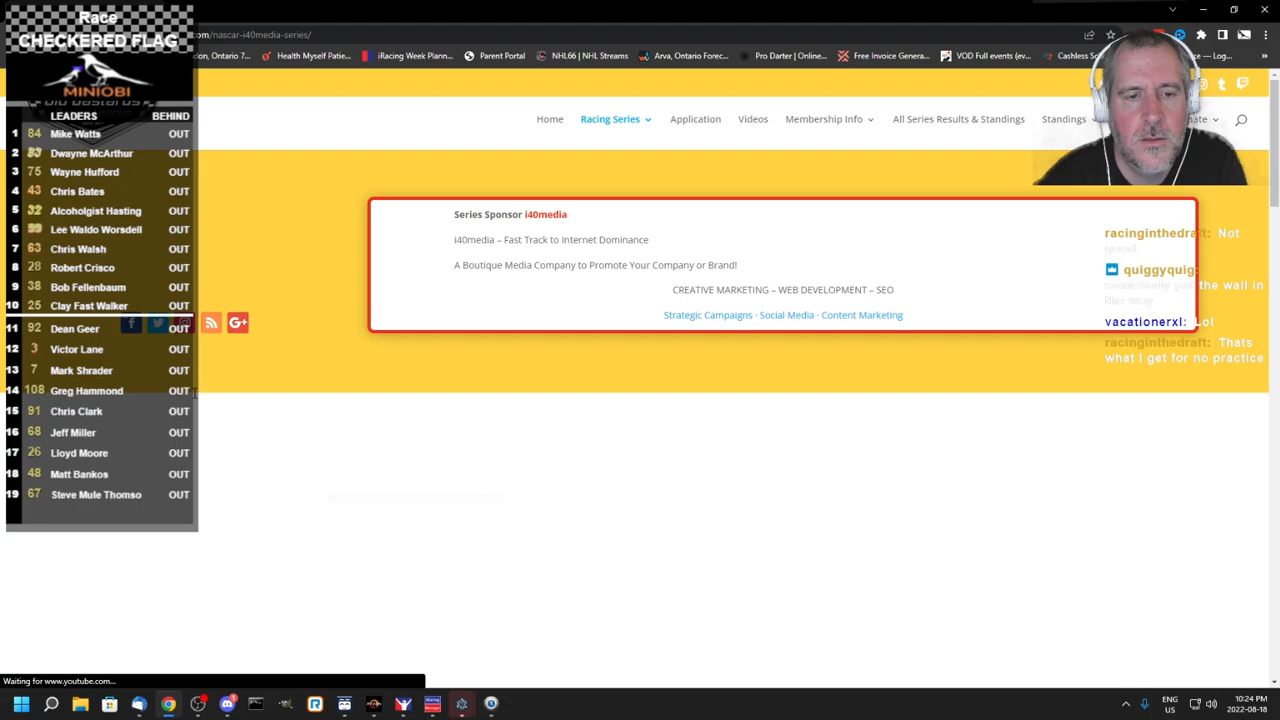 Race
CHECKERED FLAG
MINIOBI
LEADERS BEHIND
1 84 Mike Watts OUT
2 83 Dwayne McArthur OUT
3 75 Wayne Hufford OUT
4 43 Chris Bates OUT
5 32 Alcoholgist Hasting OUT
6 99 Lee Waldo Worsdell OUT
7 63 Chris Walsh OUT
8 28 Robert Crisco OUT
9 38 Bob Fellenbaum OUT
10 25 Clay Fast Walker OUT
11 92 Dean Geer OUT
12 3 Victor Lane OUT
13 7 Mark Shrader OUT
14 108 Greg Hammond OUT
15 91 Chris Clark OUT
16 68 Jeff Miller OUT
17 26 Lloyd Moore OUT
18 48 Matt Bankos OUT
19 67 Steve Mule Thomso OUT
om/nascar-i40media-series/
ondon, Ontario 7... Health Myself Patie... iRacing Week Plann... Parent Portal NHL66 | NHL Streams Arva, Ontario Forec... Pro Darter | Online... Free Invoice Generat... VOD Full events (ev... Cashless Sc Registration - Log...
Home Racing Series Application Videos Membership Info All Series Results & Standings Standings nate
Series Sponsor i40media
i40media – Fast Track to Internet Dominance
A Boutique Media Company to Promote Your Company or Brand!
CREATIVE MARKETING – WEB DEVELOPMENT – SEO
Strategic Campaigns · Social Media · Content Marketing
racinginthedraft: Not
quiggyquig: 
the wall in
vacationerxl: Lol
racinginthedraft: Thats
what I get for no practice
Waiting for www.youtube.com...
ENG
US
10:24 PM
2022-08-18